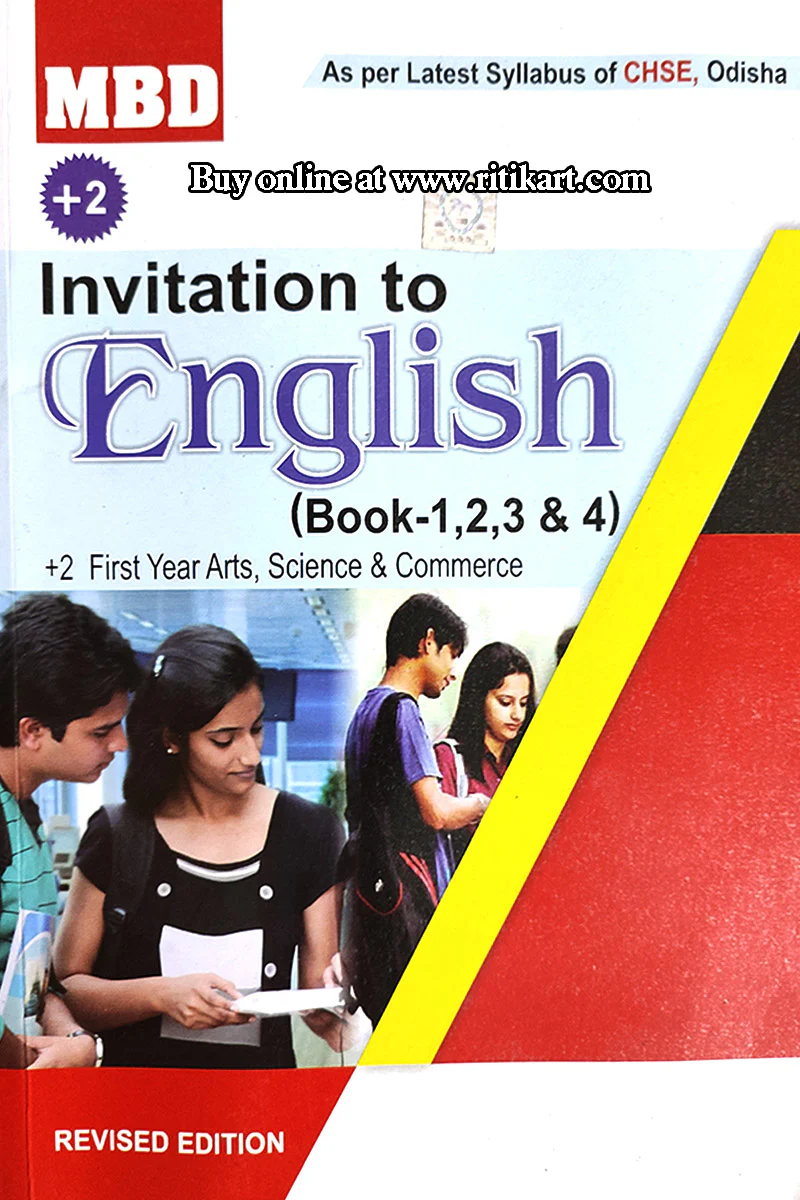 MBD
As per Latest Syllabus of CHSE, Odisha
+2
Buy online at www.ritikart.com
Invitation to
English
(Book-1,2,3 & 4)
+2 First Year Arts, Science & Commerce
REVISED EDITION